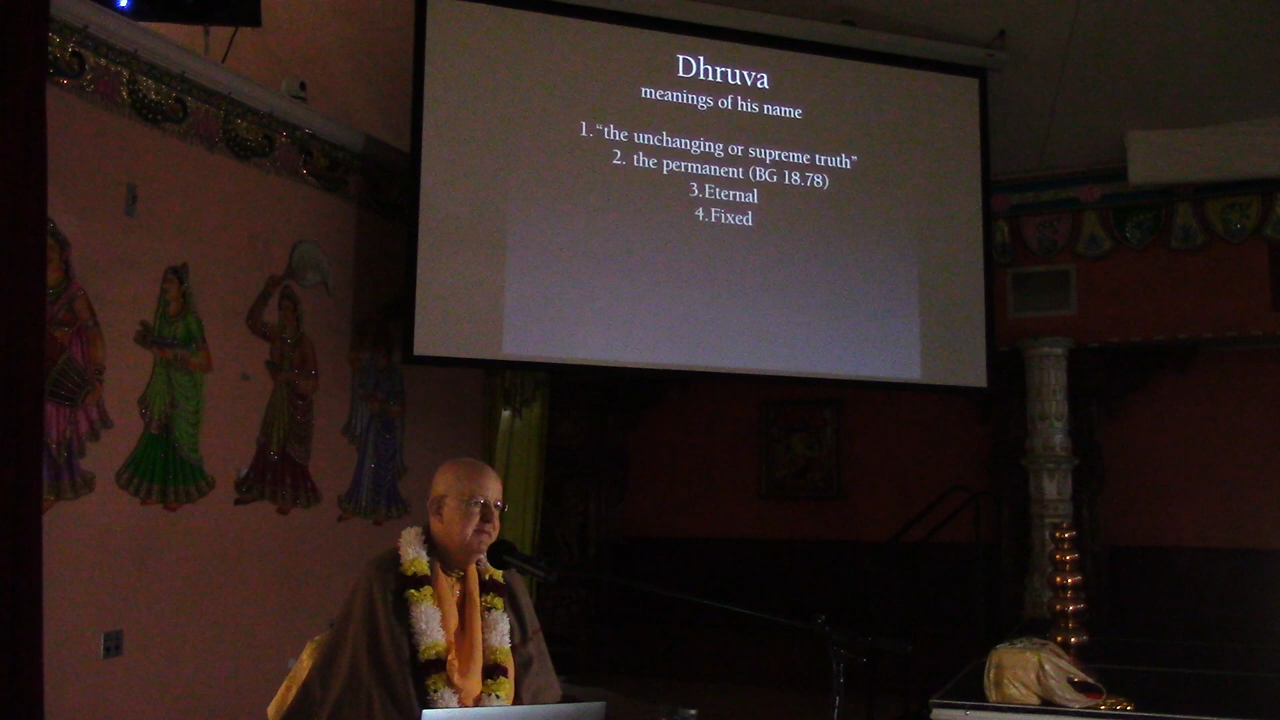 Dhruva
meanings of his name
1.“the unchanging or supreme truth”
2. the permanent (BG 18.78)
3.Eternal
4.Fixed